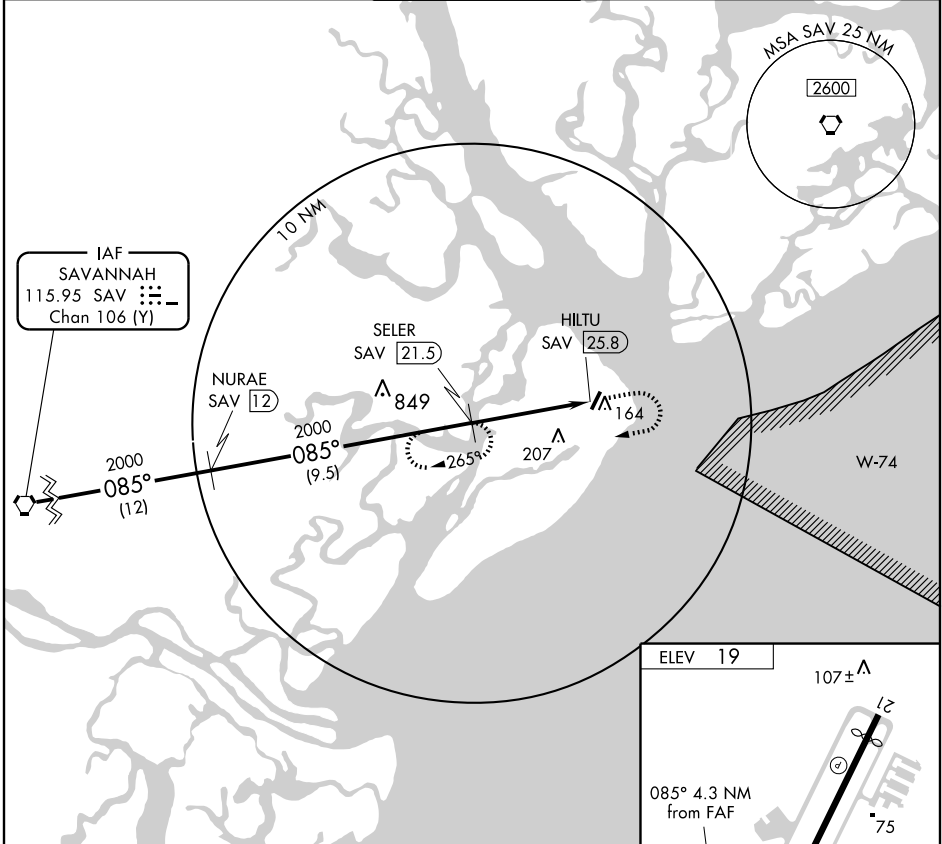 MSA SAV 25 NM
2600
10 NM
IAF
SAVANNAH
115.95 SAV
Chan 106 (Y)
HILTU
SAV 25.8
SELER
SAV 21.5
NURAE
SAV 12
849
164
2000
085°
(9.5)
207
265°
2000
085°
(12)
W-74
ELEV 19
107±
21
P
085° 4.3 NM
from FAF
75